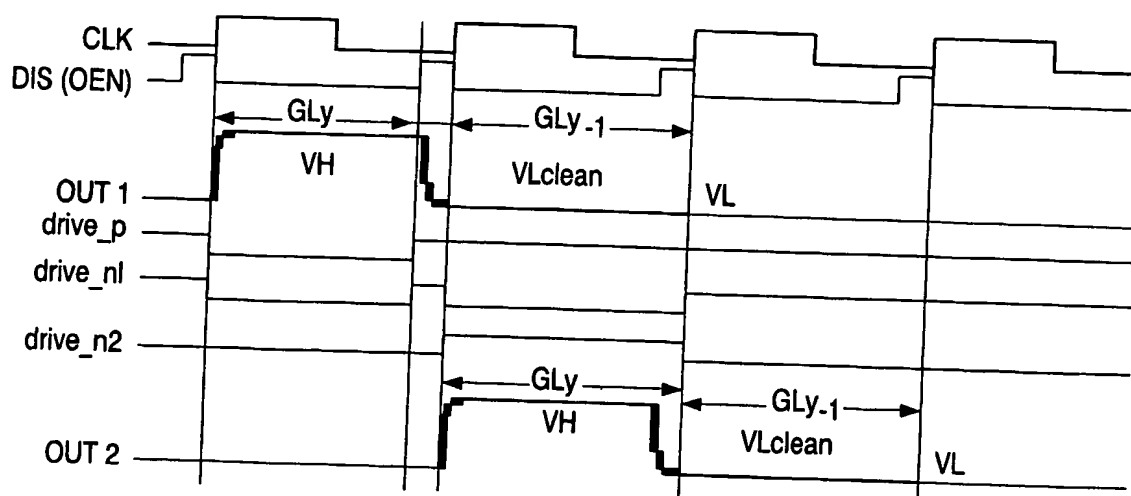 CLK
DIS (OEN)
GLy
GLy-1
VH
VLclean
VL
OUT 1
drive_p
drive_nl
drive_n2
GLy
GLy-1
VH
VLclean
VL
OUT 2